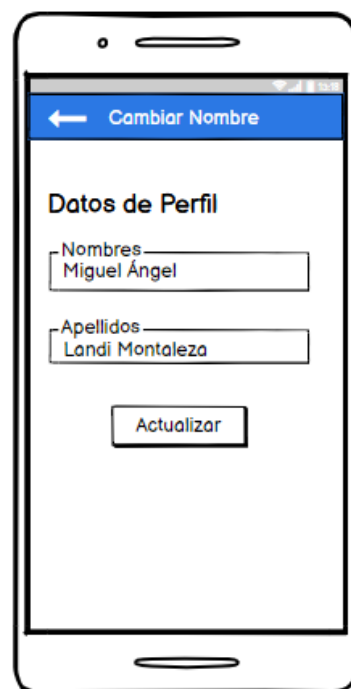 Cambiar Nombre
Datos de Perfil
Nombres
Miguel Ángel
Apellidos
Landi Montaleza
Actualizar